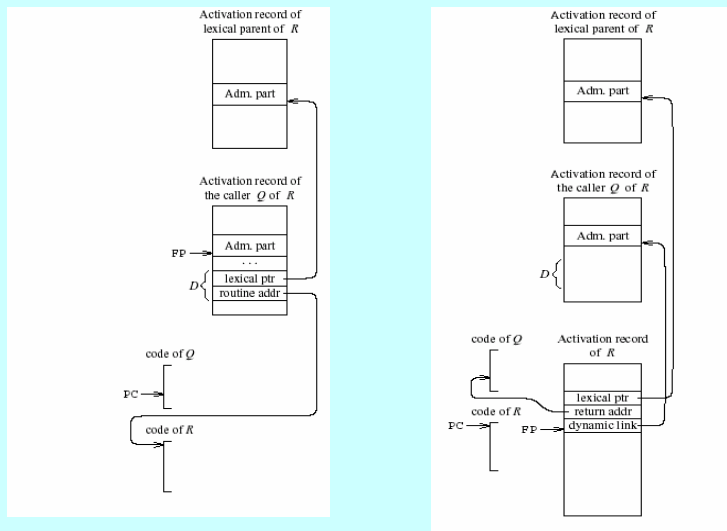 Activation record of
lexical parent of R
Adm. part
Activation record of
the caller Q of R
FP
Adm. part
. . .
D
lexical ptr
routine addr
code of Q
PC
code of R
Activation record of
lexical parent of R
Adm. part
Activation record of
the caller Q of R
Adm. part
D
code of Q
Activation record
of R
lexical ptr
return addr
code of R
PC
FP
dynamic link